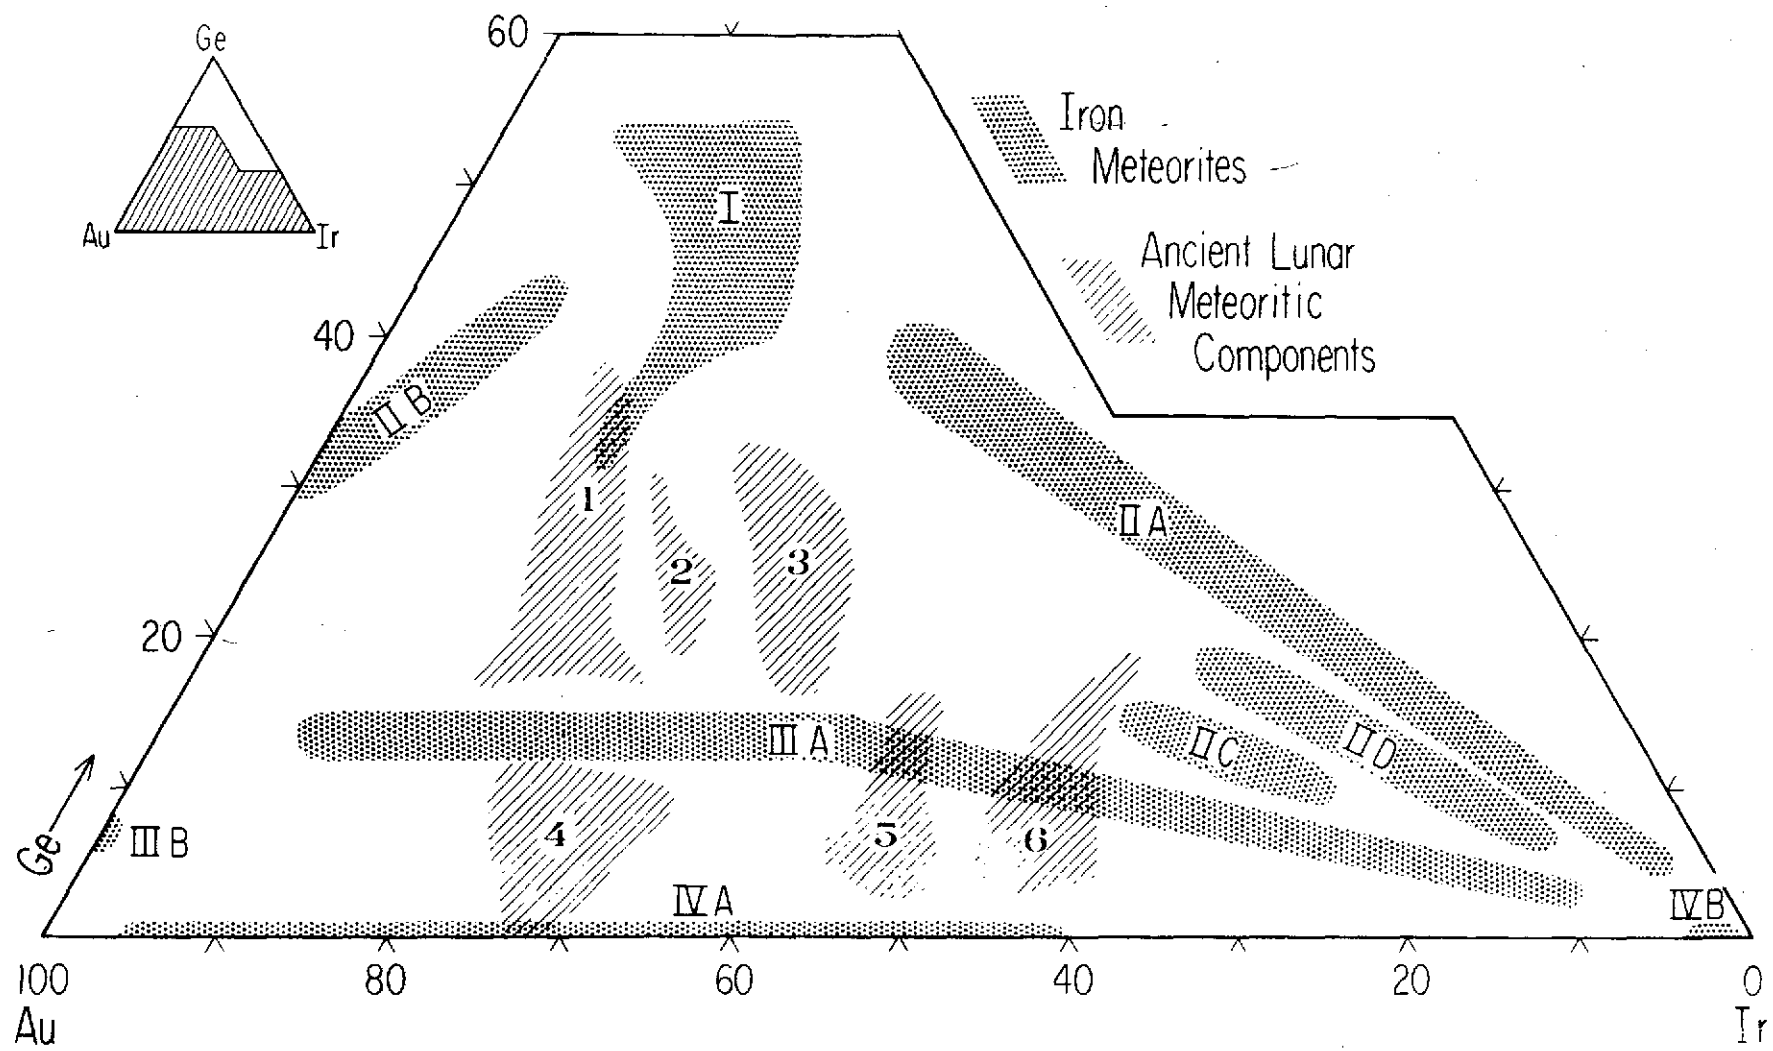 60
Ge
Au
Ir
Iron
Meteorites
Ancient Lunar
Meteoritic
Components
I
40
II B
1
II A
2
3
20
III A
II C
II D
Ge
III B
4
5
6
IV A
IV B
100
80
60
40
20
0
Au
Ir